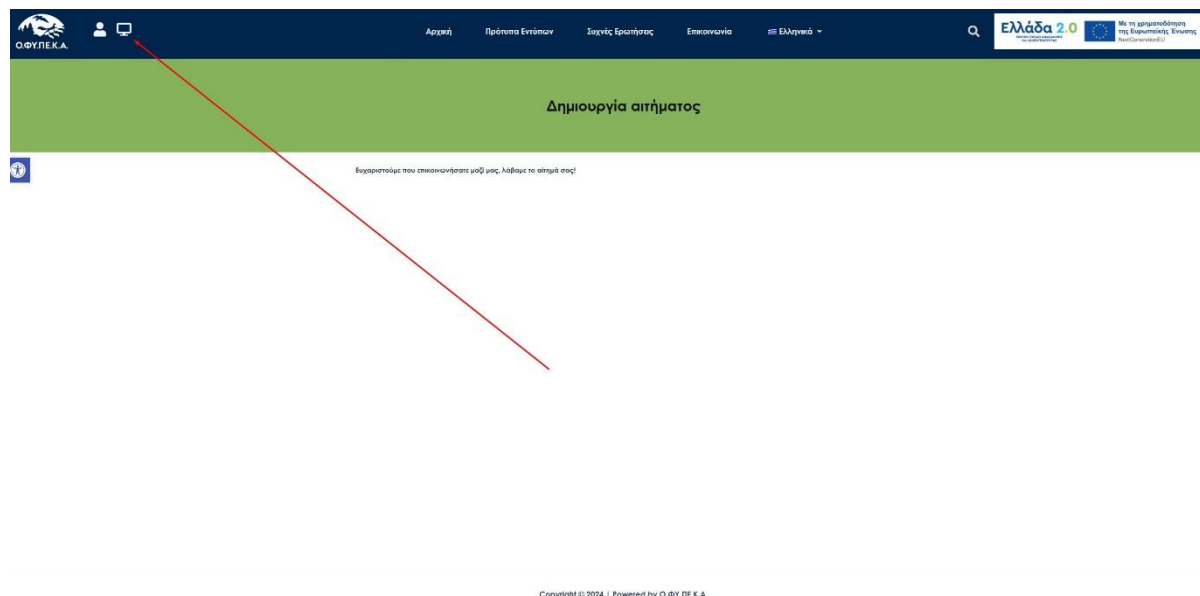 Ο.ΦΥ.ΠΕ.Κ.Α.
Αρχική Πρότυπα Εντύπων Συχνές Ερωτήσεις Επικοινωνία Ελληνικά
Ελλάδα 2.0
Με τη χρηματοδότηση
της Ευρωπαϊκής Ένωσης
NextGenerationEU
Δημιουργία αιτήματος
Ευχαριστούμε που επικοινωνήσατε μαζί μας, λάβαμε το αίτημά σας!
Copyright © 2024 | Powered by Ο.ΦΥ.ΠΕ.Κ.Α.